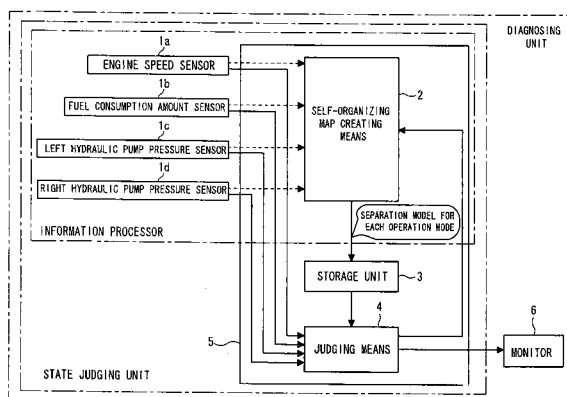 DIAGNOSING
UNIT
1a
ENGINE SPEED SENSOR
1b
FUEL CONSUMPTION AMOUNT SENSOR
1c
LEFT HYDRAULIC PUMP PRESSURE SENSOR
1d
RIGHT HYDRAULIC PUMP PRESSURE SENSOR
2
SELF-ORGANIZING
MAP CREATING
MEANS
SEPARATION MODEL FOR
EACH OPERATION MODE
INFORMATION PROCESSOR
STORAGE UNIT
3
4
JUDGING MEANS
5
6
MONITOR
STATE JUDGING UNIT